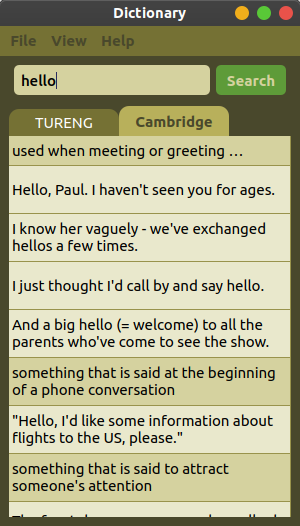 Dictionary
File View Help
hello
Search
TURENG
Cambridge
used when meeting or greeting …
Hello, Paul. I haven't seen you for ages.
I know her vaguely - we've exchanged
hellos a few times.
I just thought I'd call by and say hello.
And a big hello (= welcome) to all the
parents who've come to see the show.
something that is said at the beginning
of a phone conversation
"Hello, I'd like some information about
flights to the US, please."
something that is said to attract
someone's attention